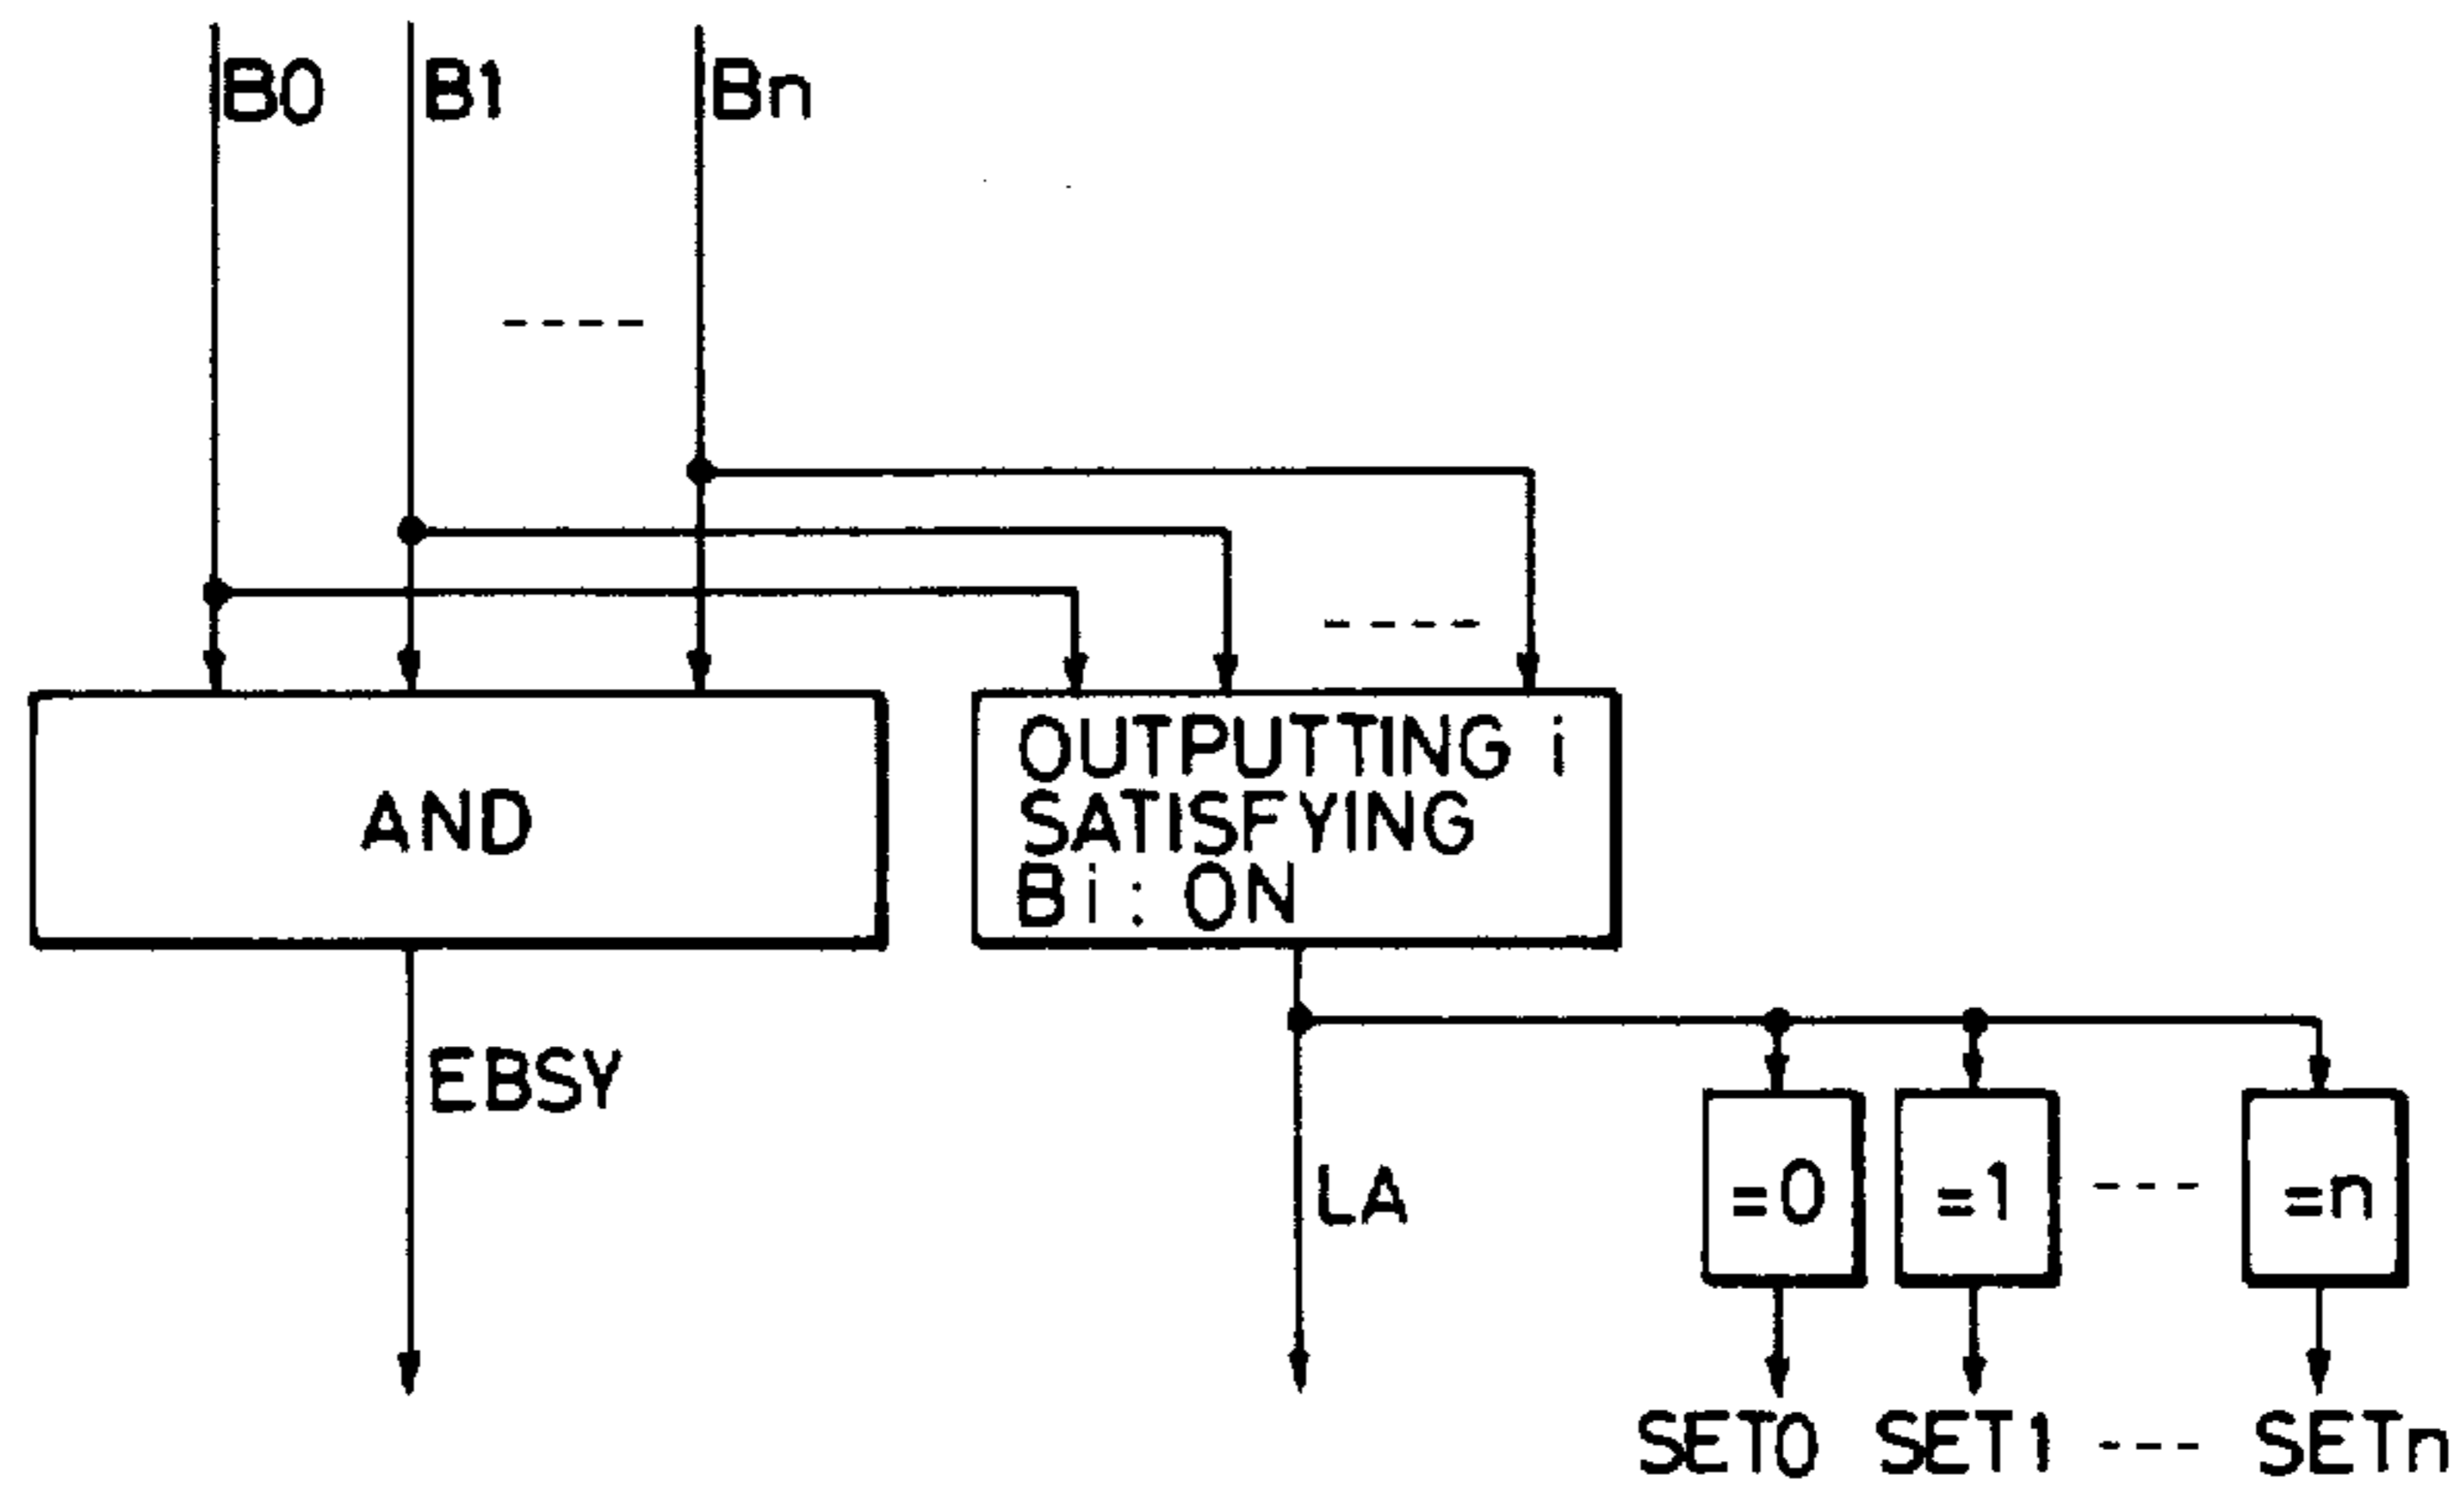 B0 B1 Bn
AND
OUTPUTTING i
SATISFYING
Bi : ON
EBSY
LA
=0 =1 =n
SET0 SET1 SETn